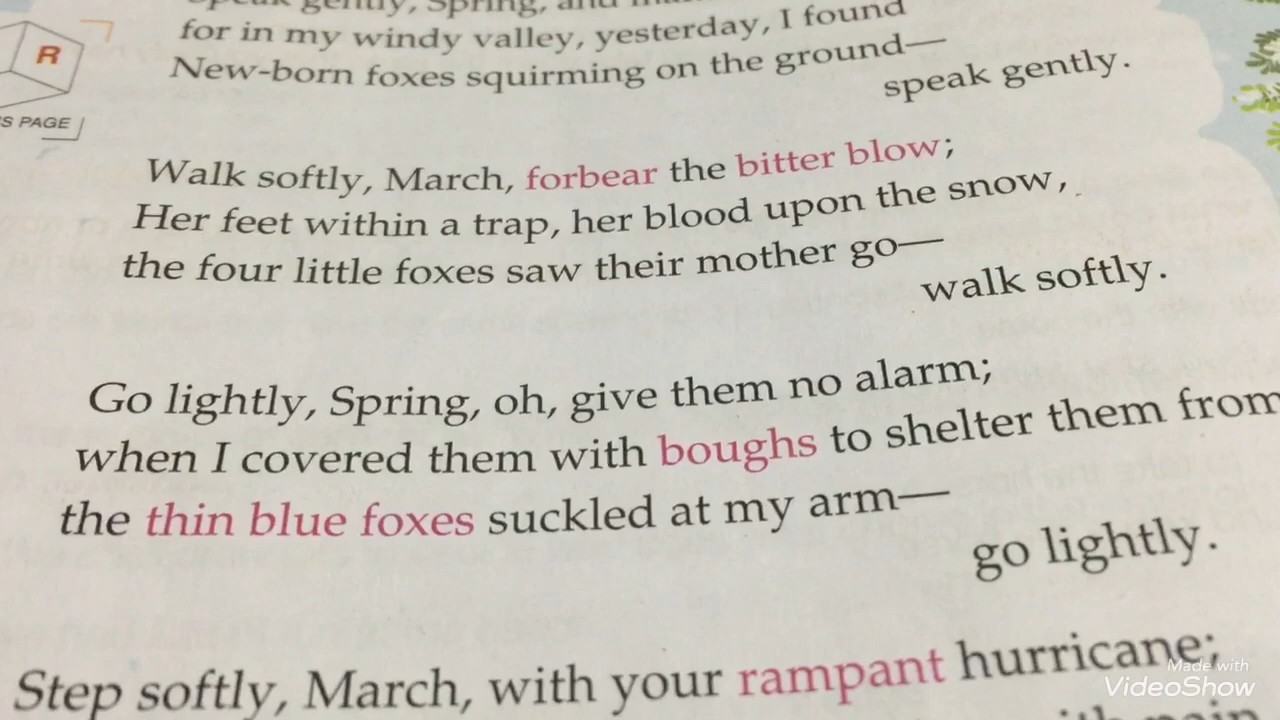 gently, Spring, and
for in my windy valley, yesterday, I found
New-born foxes squirming on the ground—
speak gently.
R
S PAGE
Walk softly, March, forbear the bitter blow;
Her feet within a trap, her blood upon the snow,
the four little foxes saw their mother go—
walk softly.
Go lightly, Spring, oh, give them no alarm;
when I covered them with boughs to shelter them from
the thin blue foxes suckled at my arm—
go lightly.
Step softly, March, with your rampant hurricane;
Made with
VideoShow